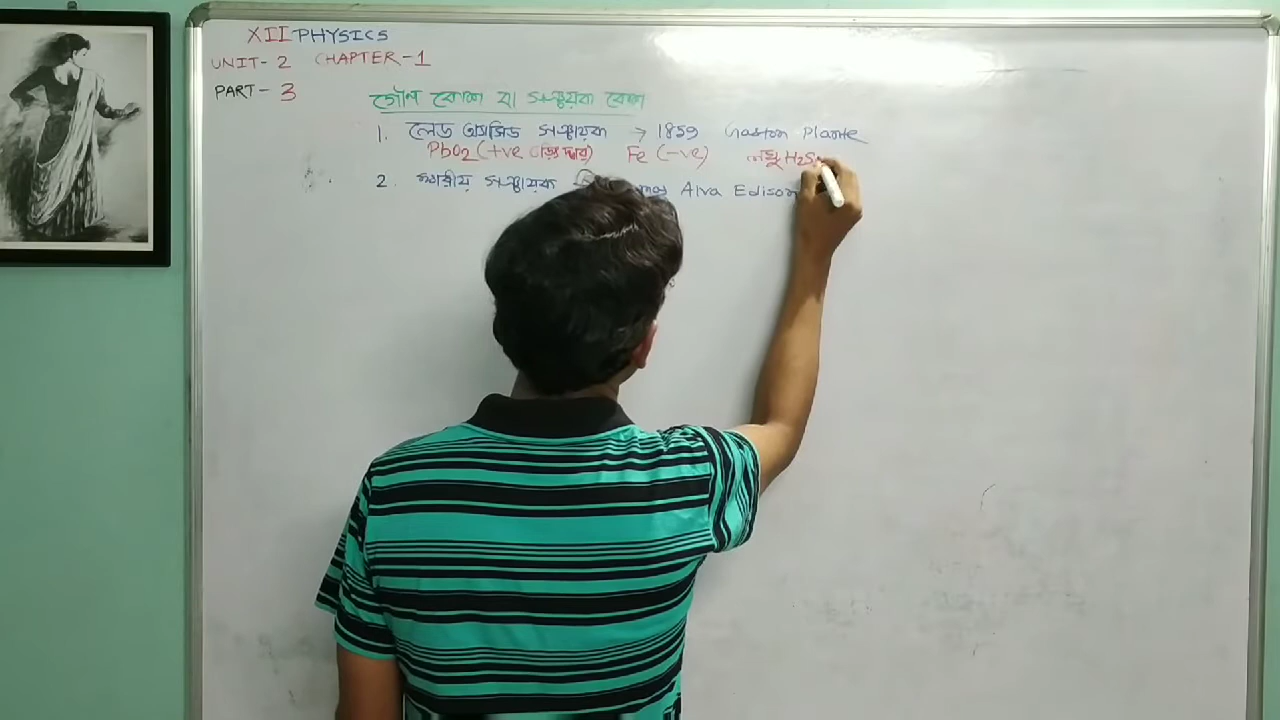 XII PHYSICS
UNIT- 2 CHAPTER-1
PART- 3
গৌণ কোশ বা সঞ্চায়ক কোশ
1. লেড অ্যাসিড সঞ্চায়ক → 1859 Gaston Plante
PbO2 (+ve তড়িৎদ্বার) Fe (-ve) লঘু H2S
2. ক্ষারীয় সঞ্চায়ক Alva Edison